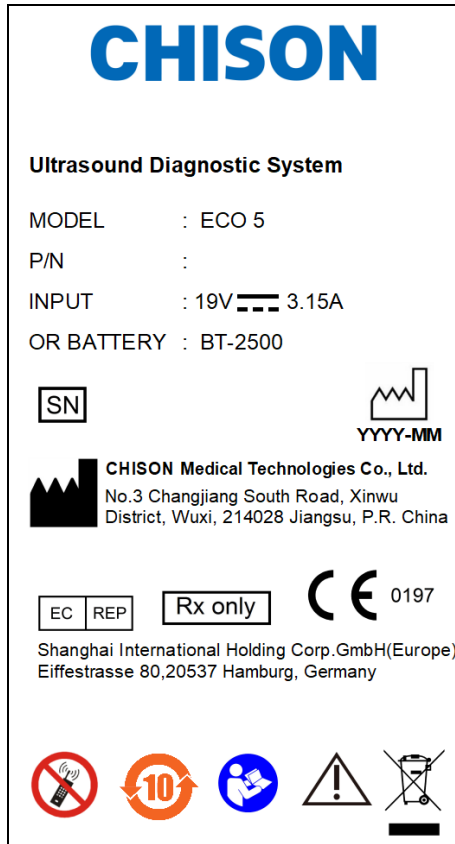 CHISON
Ultrasound Diagnostic System
MODEL : ECO 5
P/N :
INPUT : 19V 3.15A
OR BATTERY : BT-2500
SN
YYYY-MM
CHISON Medical Technologies Co., Ltd.
No.3 Changjiang South Road, Xinwu
District, Wuxi, 214028 Jiangsu, P.R. China
EC REP
Rx only
CE 0197
Shanghai International Holding Corp.GmbH(Europe)
Eiffestrasse 80,20537 Hamburg, Germany
10